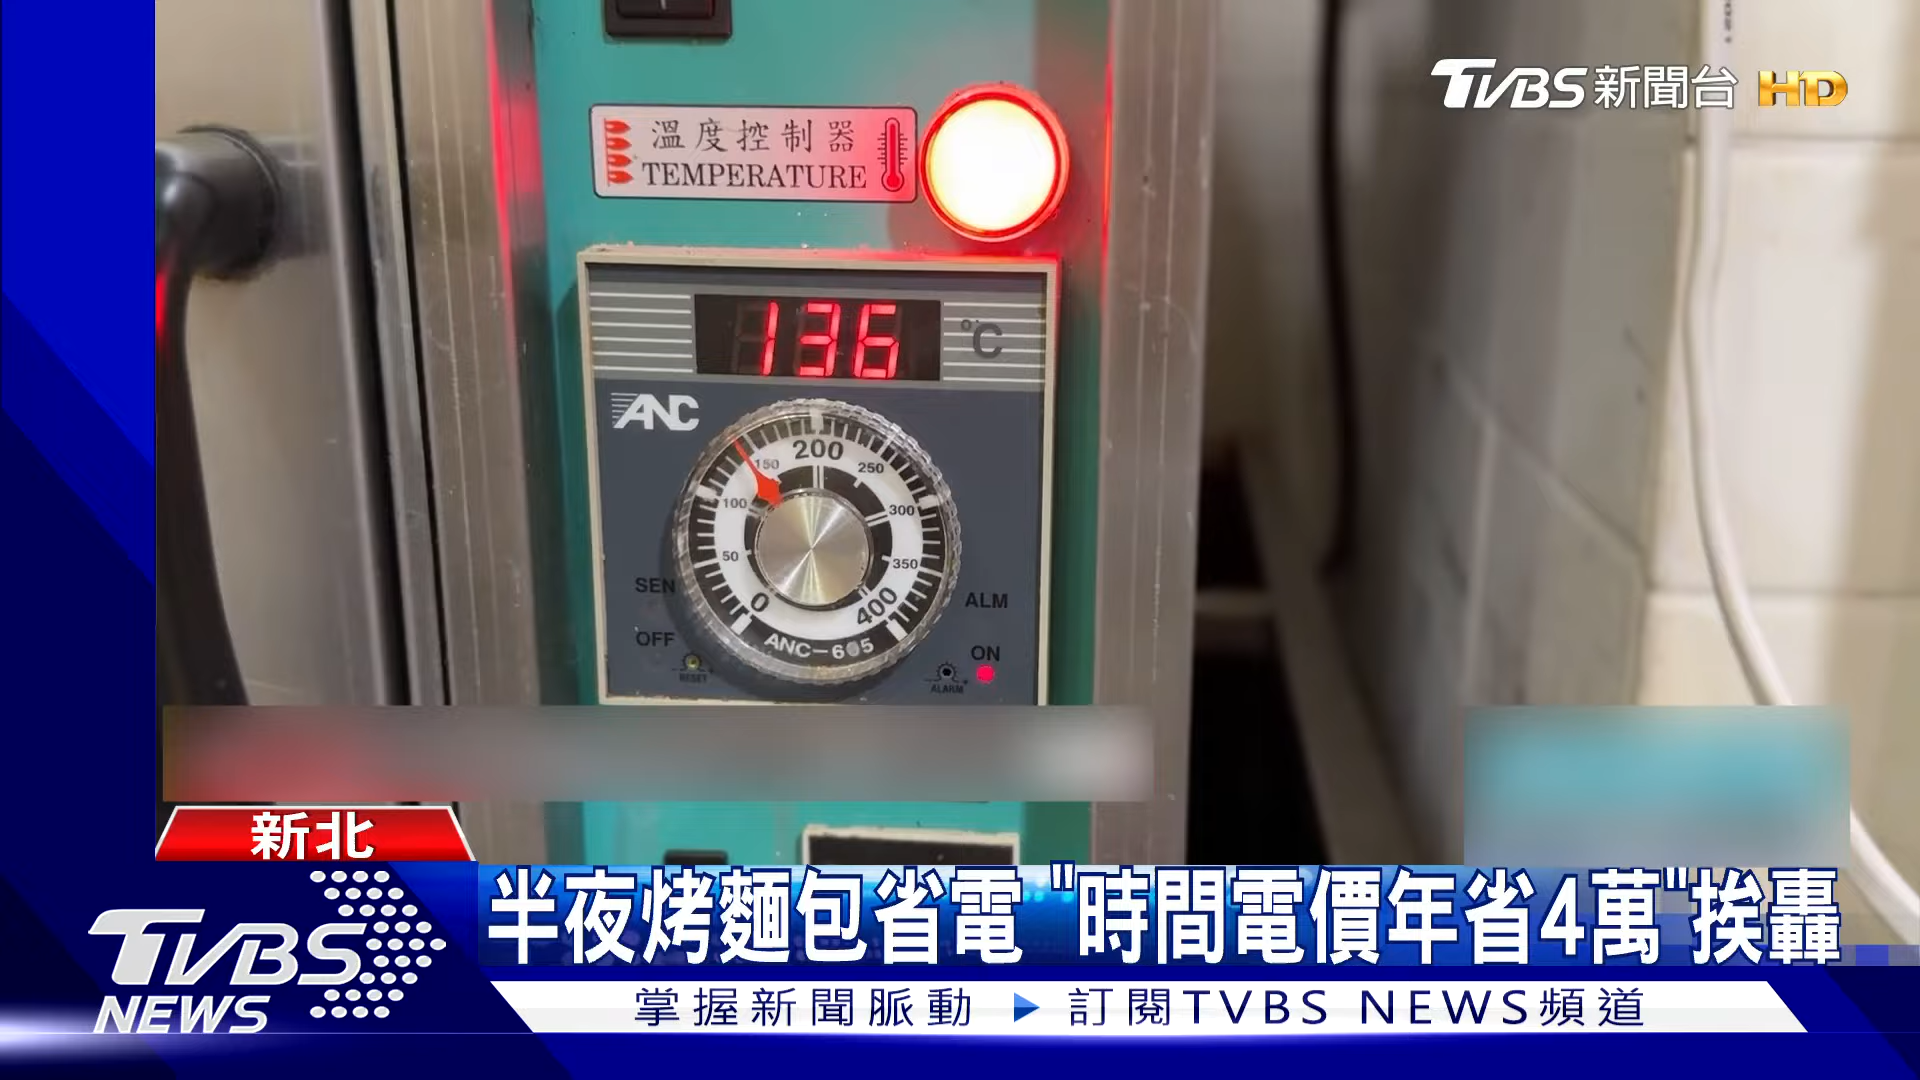 TVBS新聞台 HD
溫度控制器
TEMPERATURE
136 °C
ANC
0 50 100 150 200 250 300 350 400
ANC-605
SEN
ALM
OFF
ON
RESET
ALARM
新北
半夜烤麵包省電 "時間電價年省4萬"挨轟
TVBS
NEWS
掌握新聞脈動 ▶ 訂閱TVBS NEWS頻道